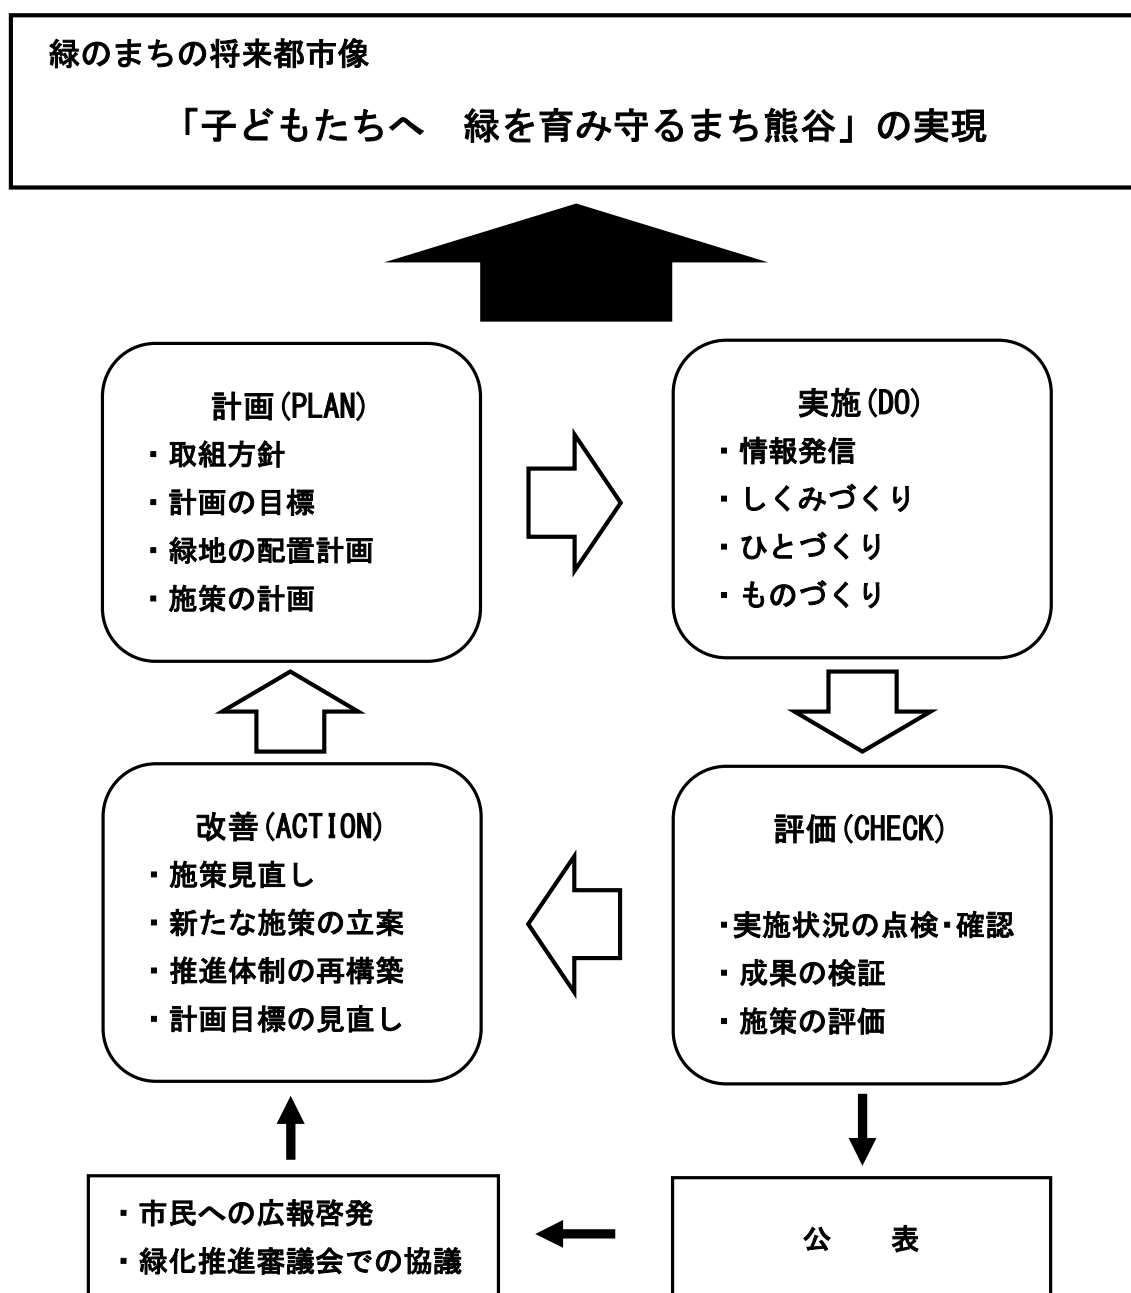 緑のまちの将来都市像
「子どもたちへ　緑を育み守るまち熊谷」の実現
計画(PLAN)
・取組方針
・計画の目標
・緑地の配置計画
・施策の計画
実施(DO)
・情報発信
・しくみづくり
・ひとづくり
・ものづくり
改善(ACTION)
・施策見直し
・新たな施策の立案
・推進体制の再構築
・計画目標の見直し
評価(CHECK)
・実施状況の点検・確認
・成果の検証
・施策の評価
・市民への広報啓発
・緑化推進審議会での協議
公　　表